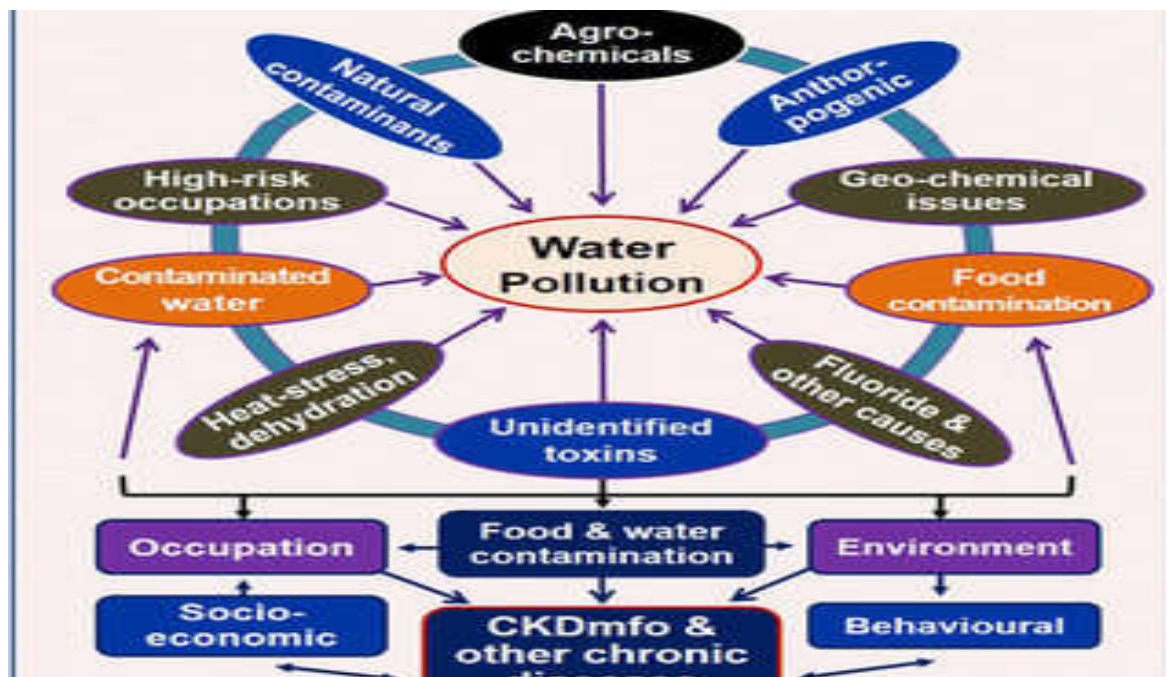 Agro-
chemicals
Natural
contaminants
Anthor-
pogenic
High-risk
occupations
Geo-chemical
issues
Water
Pollution
Contaminated
water
Food
contamination
Heat-stress,
dehydration
Fluoride &
other causes
Unidentified
toxins
Occupation
Food & water
contamination
Environment
Socio-
economic
CKDmfo &
other chronic
Behavioural